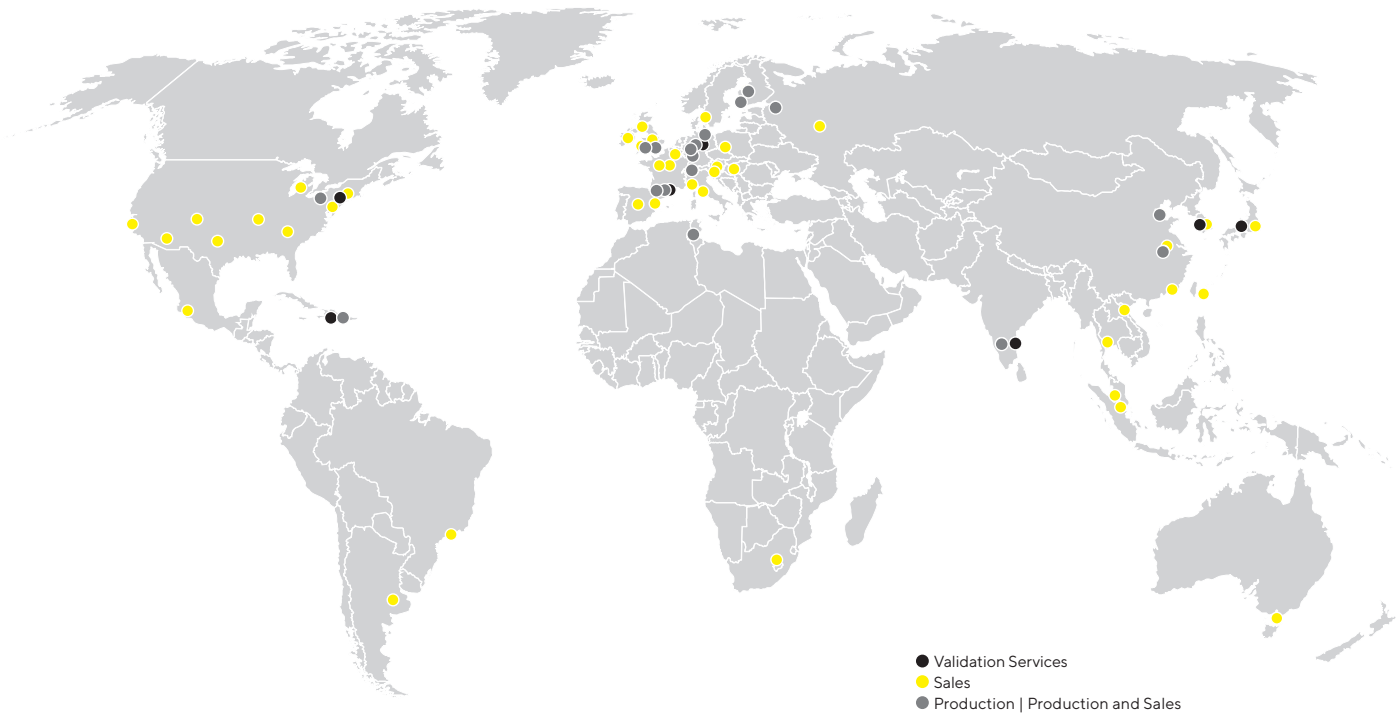 Validation Services
Sales
Production | Production and Sales